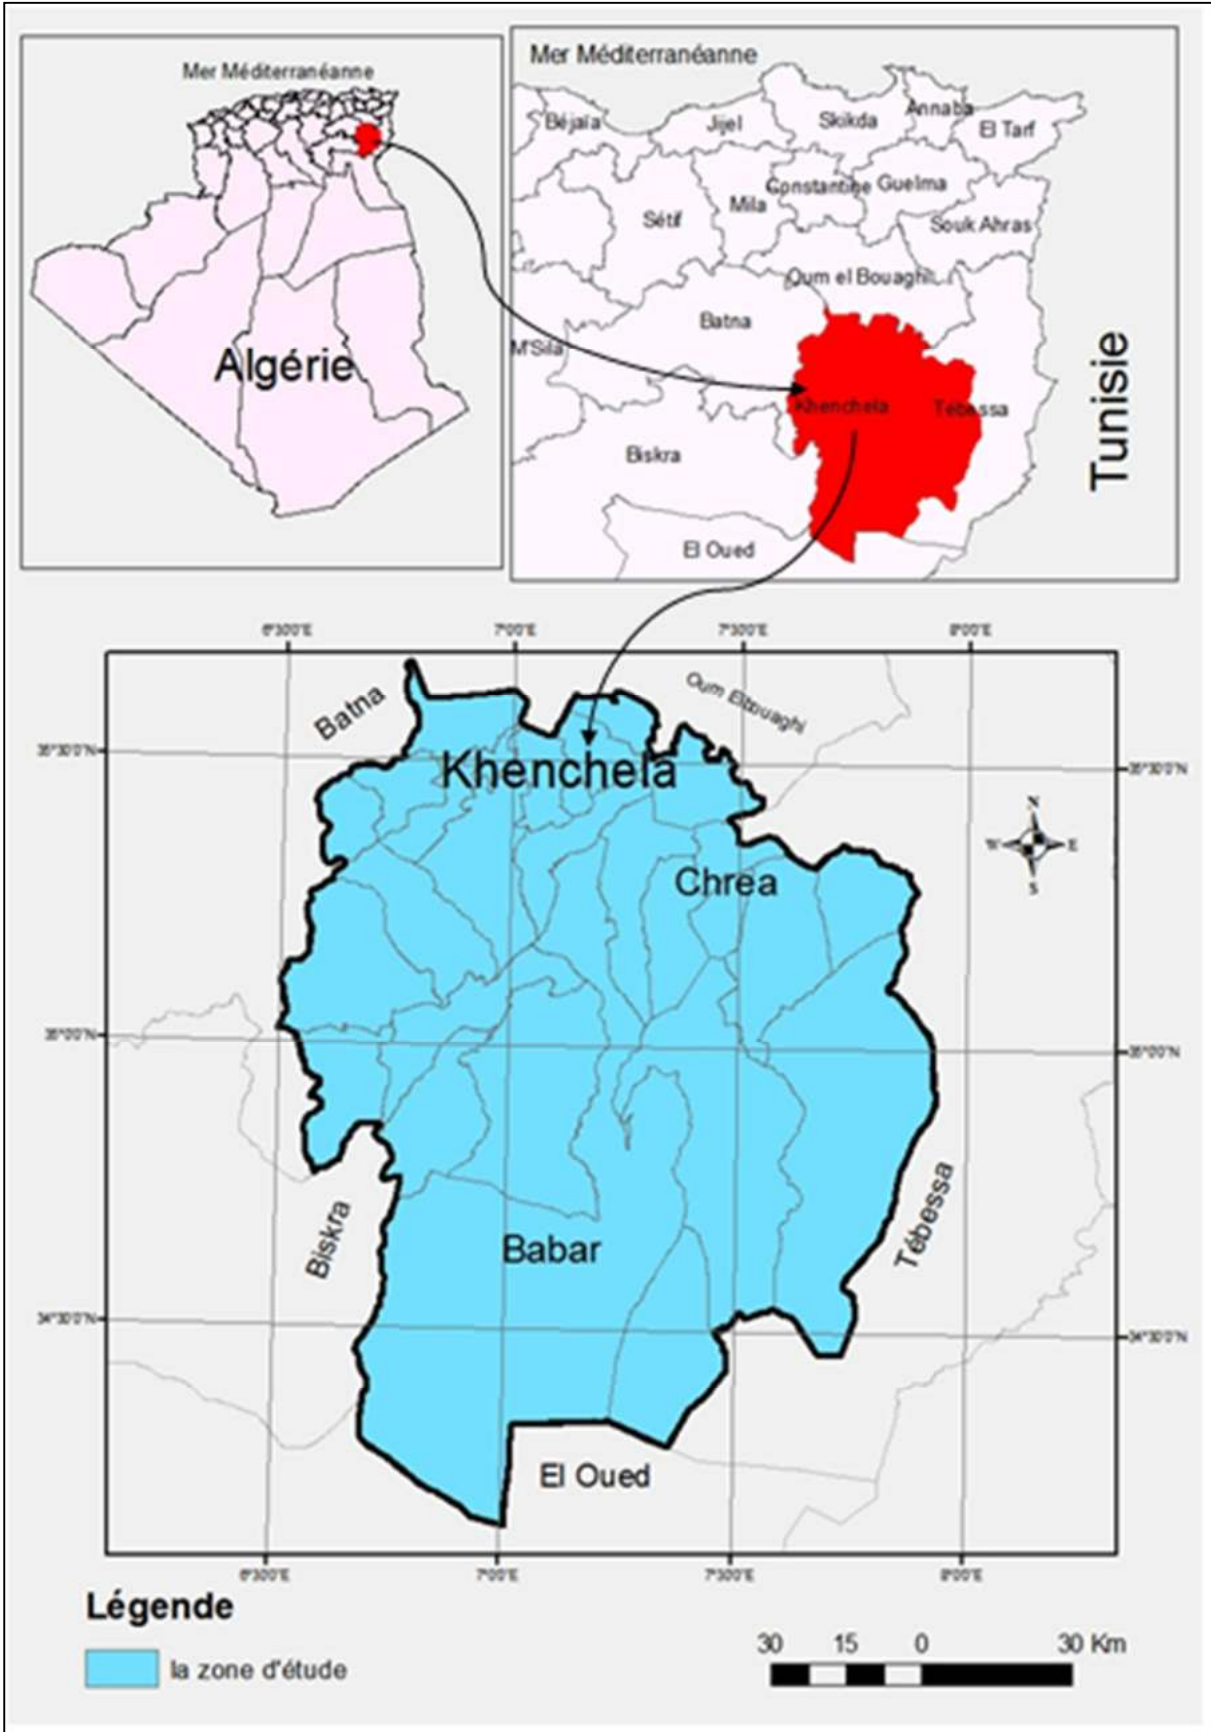 Mer Méditerranéanne
Algérie
Mer Méditerranéanne
Béjaïa
Jijel
Skikda
Annaba
El Tarf
Constantine
Guelma
Mila
Sétif
Souk Ahras
Oum el Bouaghi
Batna
M'Sila
Khenchela
Tébessa
Biskra
El Oued
Tunisie
6°30'0"E 7°0'0"E 7°30'0"E 8°0'0"E
Batna
Oum Elbouaghi
35°30'0"N
35°30'0"N
Khenchela
N
W E
S
Chrea
35°0'0"N
35°0'0"N
Biskra
Babar
Tébessa
34°30'0"N
34°30'0"N
El Oued
6°30'0"E 7°0'0"E 7°30'0"E 8°0'0"E
Légende
la zone d'étude
30 15 0 30 Km